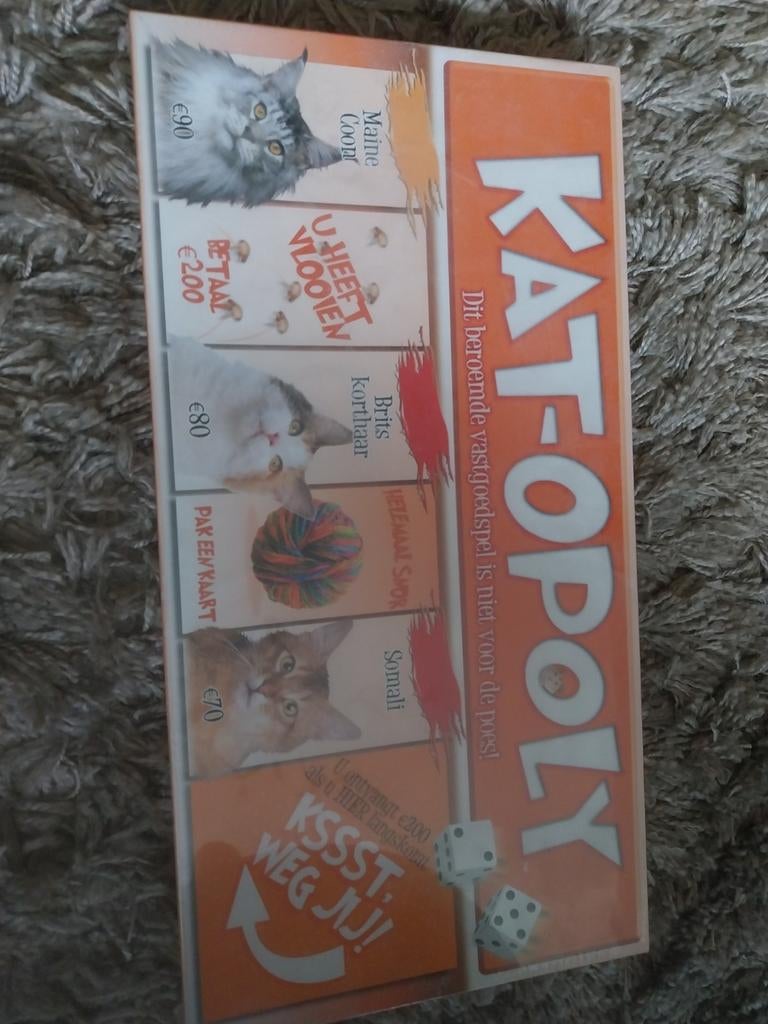 KAT-OPOLY
Dit beroemde vastgoedspel is niet voor de poes!
Maine
Coon
€90
U HEEFT
VLOOIEN
BETAAL
€200
Brits
korthaar
€80
HELEMAAL SNOR
PAK EEN KAART
Somali
€70
U ontvangt €200
als u HIER langskomt
KSSST,
WEG JIJ!